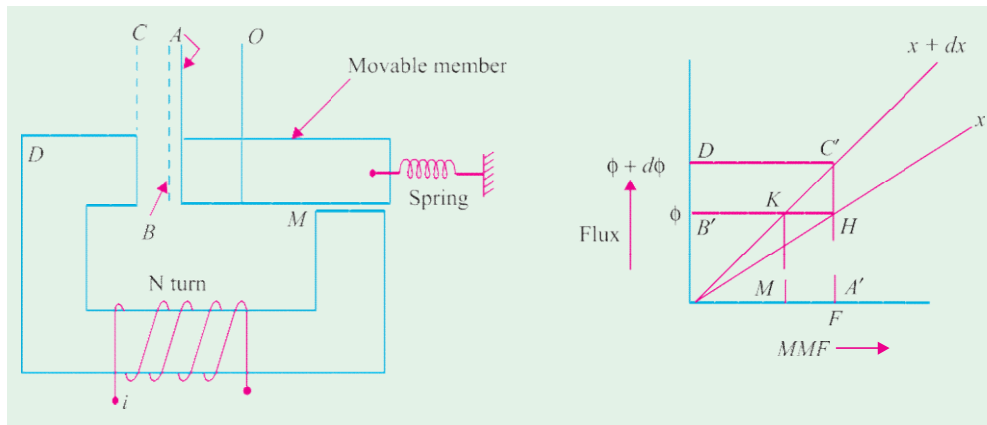 C A O
Movable member
D
Spring
B M
N turn
i
x + dx
x
D C′
ϕ + dϕ
K
ϕ B′ H
Flux
M A′
F
MMF